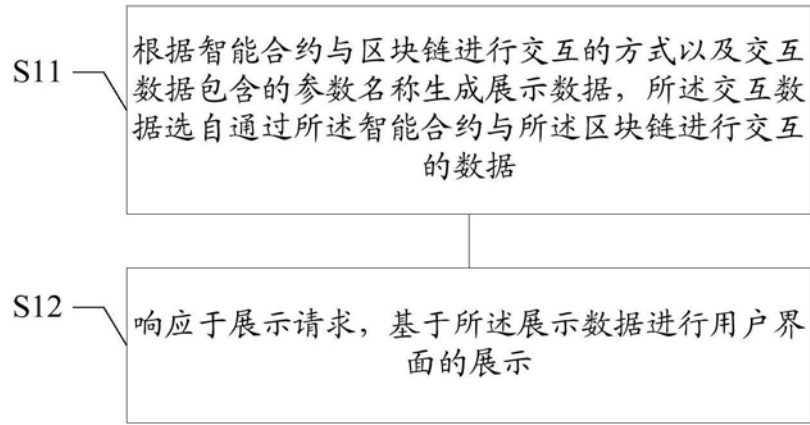 S11
根据智能合约与区块链进行交互的方式以及交互
数据包含的参数名称生成展示数据，所述交互数
据选自通过所述智能合约与所述区块链进行交互
的数据
S12
响应于展示请求，基于所述展示数据进行用户界
面的展示